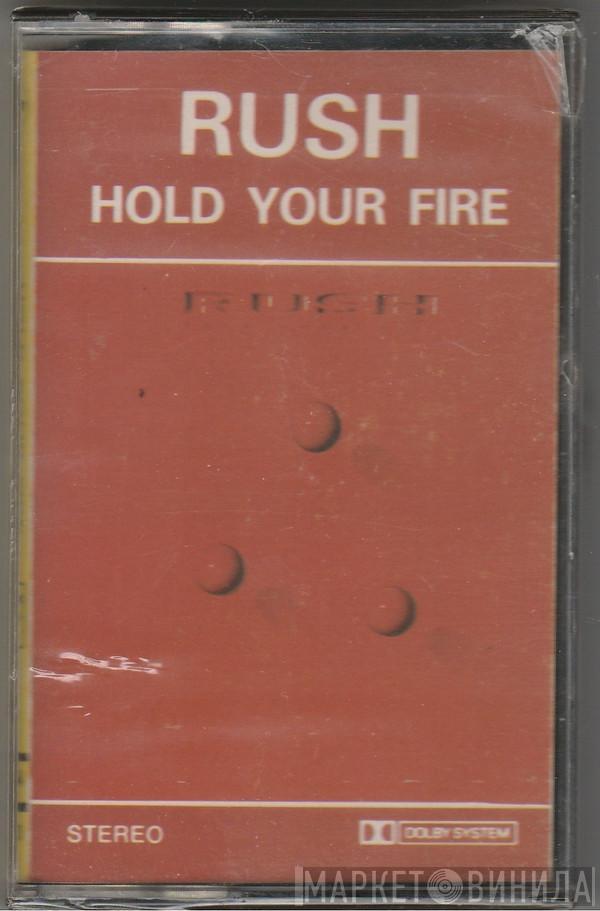 RUSH
HOLD YOUR FIRE
RUSH
STEREO
DOLBY SYSTEM
МАРКЕТ ВИНИЛА